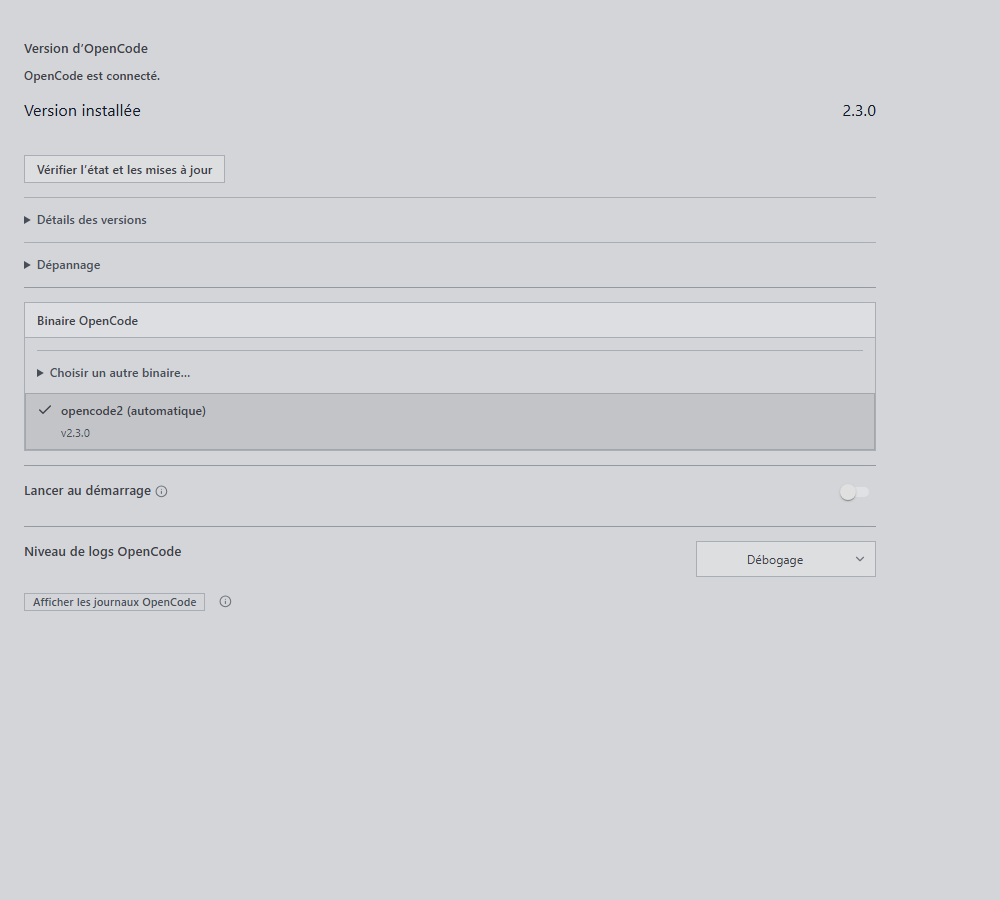 Version d’OpenCode
OpenCode est connecté.
Version installée
2.3.0
Vérifier l’état et les mises à jour
Détails des versions
Dépannage
Binaire OpenCode
Choisir un autre binaire...
opencode2 (automatique)
v2.3.0
Lancer au démarrage
Niveau de logs OpenCode
Débogage
Afficher les journaux OpenCode